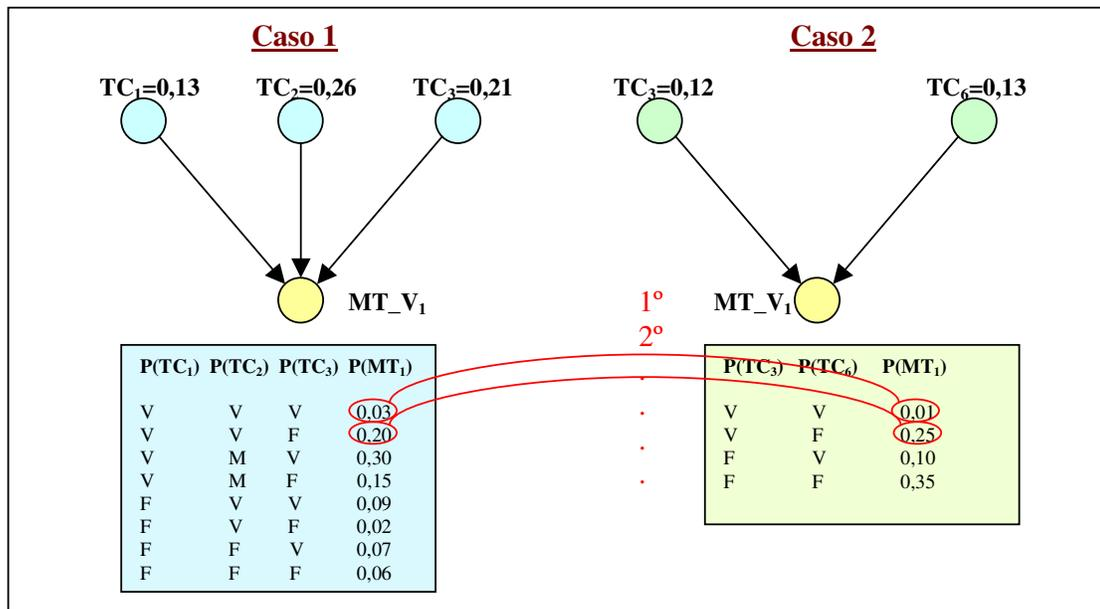 Caso 1
Caso 2
TC₁=0,13 TC₂=0,26 TC₃=0,21
TC₃=0,12 TC₆=0,13
MT_V₁
1º
MT_V₁
2º
P(TC₁) P(TC₂) P(TC₃) P(MT₁)
V V V 0,03
V V F 0,20
V M V 0,30
V M F 0,15
F V V 0,09
F V F 0,02
F F V 0,07
F F F 0,06
.
.
.
.
P(TC₃) P(TC₆) P(MT₁)
V V 0,01
V F 0,25
F V 0,10
F F 0,35